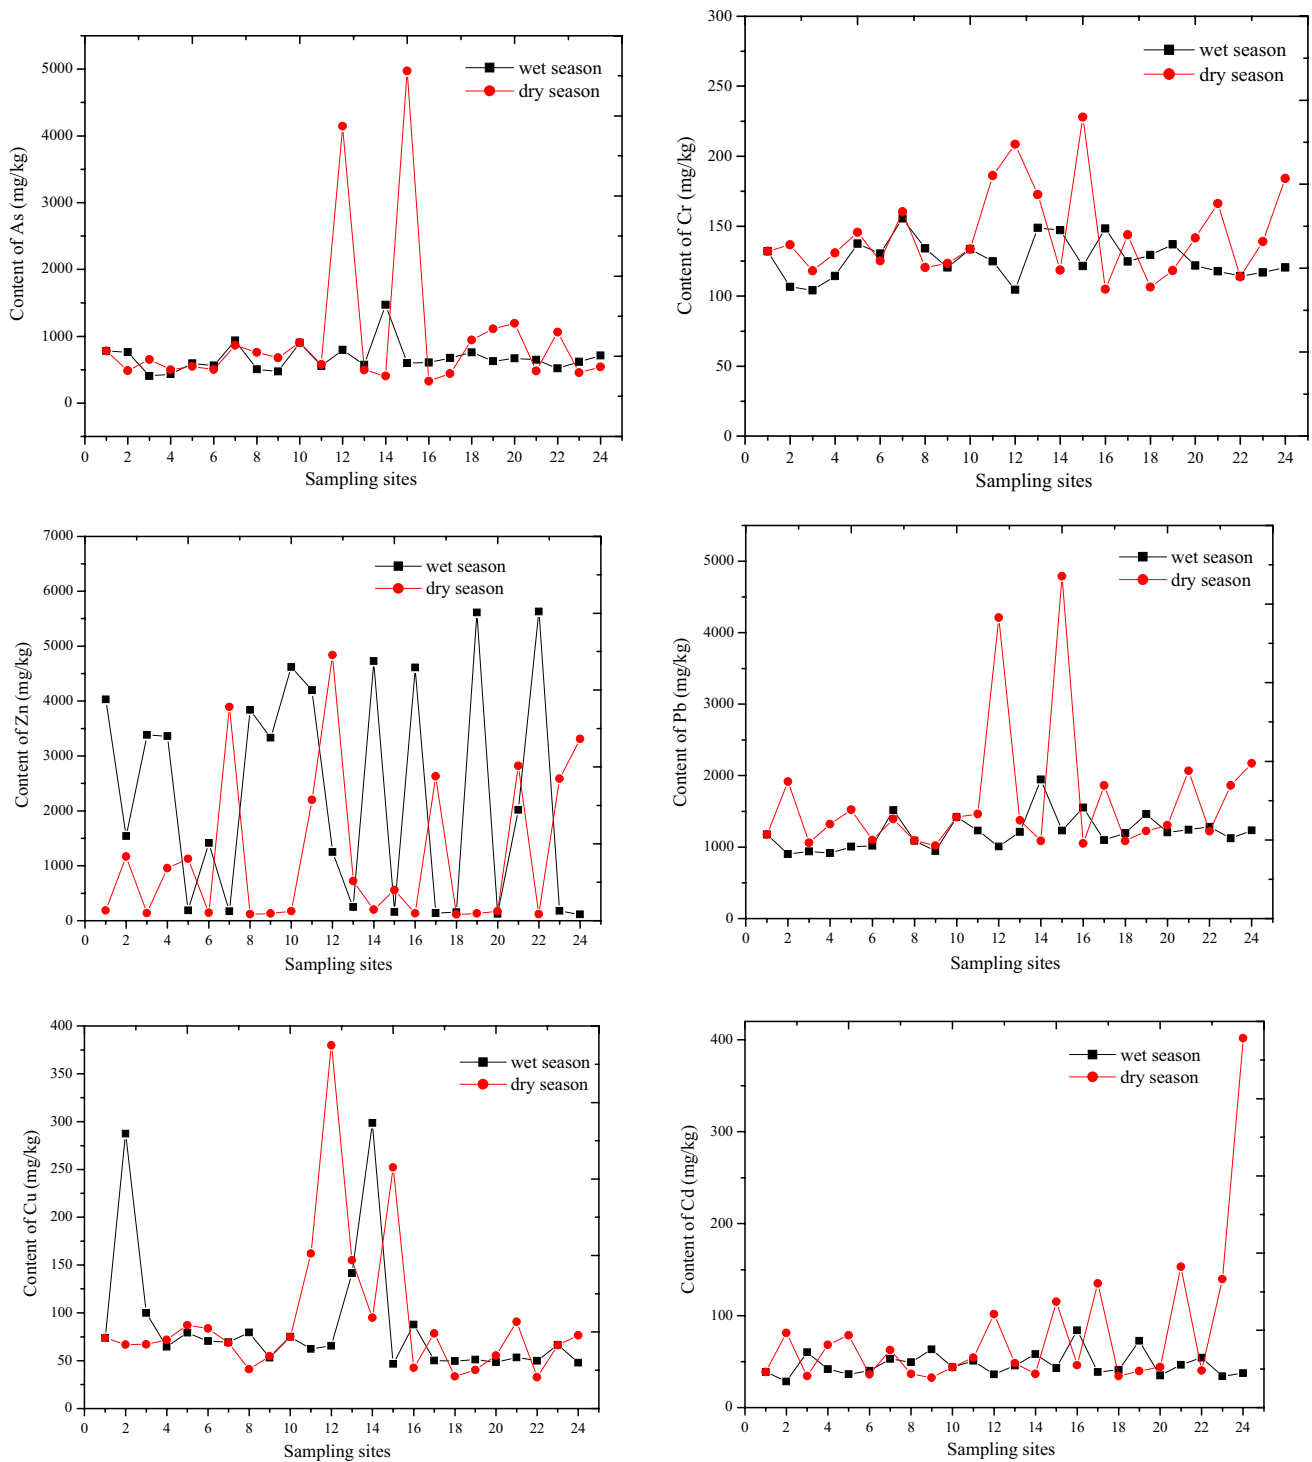 Content of As (mg/kg)
5000
4000
3000
2000
1000
0
wet season
dry season
0 2 4 6 8 10 12 14 16 18 20 22 24
Sampling sites
Content of Cr (mg/kg)
300
250
200
150
100
50
0
wet season
dry season
0 2 4 6 8 10 12 14 16 18 20 22 24
Sampling sites
Content of Zn (mg/kg)
7000
6000
5000
4000
3000
2000
1000
0
wet season
dry season
0 2 4 6 8 10 12 14 16 18 20 22 24
Sampling sites
Content of Pb (mg/kg)
5000
4000
3000
2000
1000
0
wet season
dry season
0 2 4 6 8 10 12 14 16 18 20 22 24
Sampling sites
Content of Cu (mg/kg)
400
350
300
250
200
150
100
50
0
wet season
dry season
0 2 4 6 8 10 12 14 16 18 20 22 24
Sampling sites
Content of Cd (mg/kg)
400
300
200
100
0
wet season
dry season
0 2 4 6 8 10 12 14 16 18 20 22 24
Sampling sites